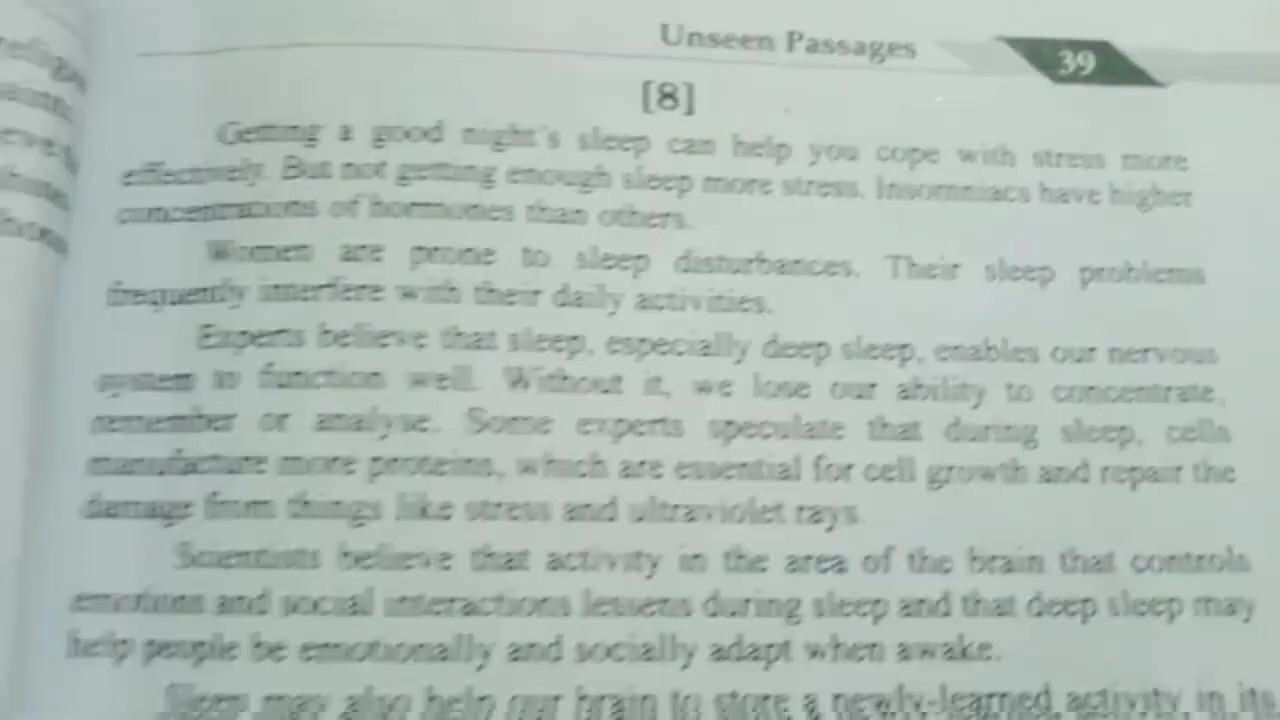 Unseen Passages 39
[8]
Getting a good night's sleep can help you cope with stress more
effectively. But not getting enough sleep more stress. Insomniacs have higher
concentrations of hormones than others.
Women are prone to sleep disturbances. Their sleep problems
frequently interfere with their daily activities.
Experts believe that sleep, especially deep sleep, enables our nervous
system to function well. Without it, we lose our ability to concentrate,
remember or analyse. Some experts speculate that during sleep, cells
manufacture more proteins, which are essential for cell growth and repair the
damage from things like stress and ultraviolet rays.
Scientists believe that activity in the area of the brain that controls
emotions and social interactions lessens during sleep and that deep sleep may
help people be emotionally and socially adapt when awake.
Sleep may also help our brain to store a newly-learned activity in its